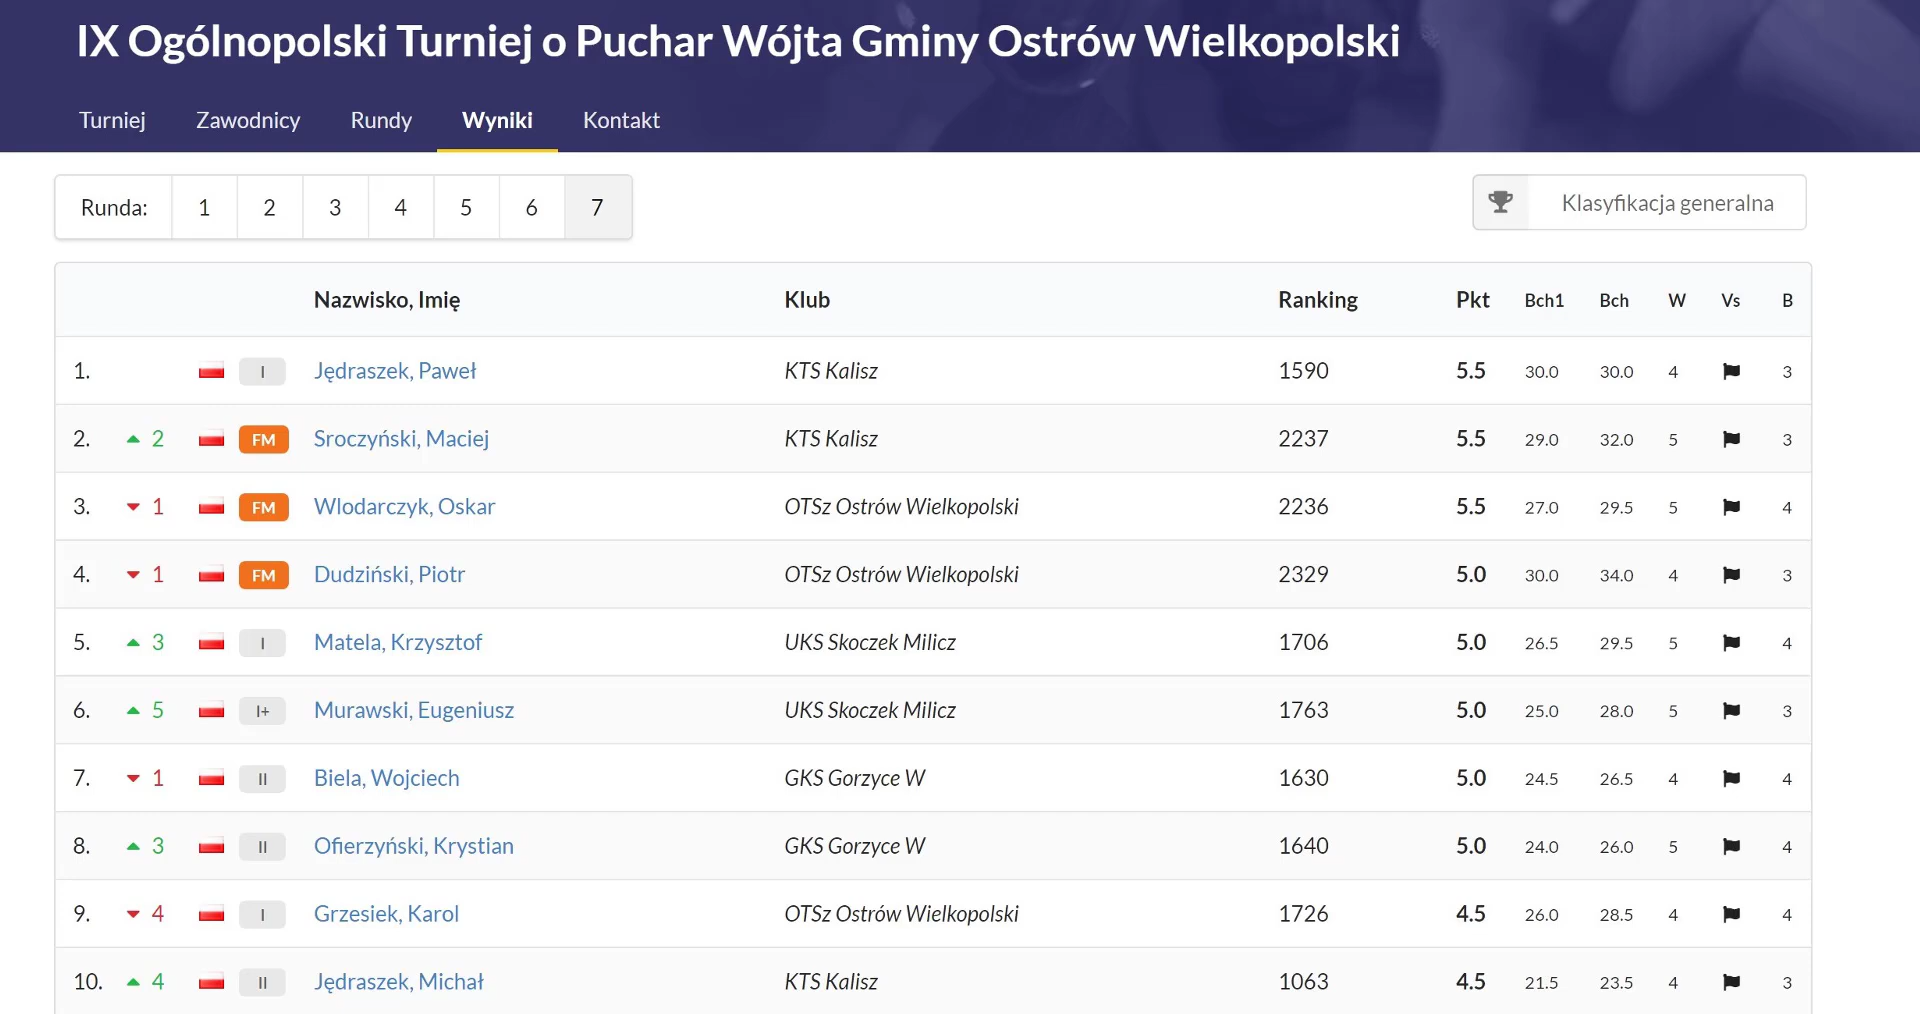 IX Ogólnopolski Turniej o Puchar Wójta Gminy Ostrów Wielkopolski
Turniej Zawodnicy Rundy Wyniki Kontakt
Runda: 1 2 3 4 5 6 7 Klasyfikacja generalna
Nazwisko, Imię Klub Ranking Pkt Bch1 Bch W Vs B
1. I Jędraszek, Paweł KTS Kalisz 1590 5.5 30.0 30.0 4 3
2. 2 FM Sroczyński, Maciej KTS Kalisz 2237 5.5 29.0 32.0 5 3
3. 1 FM Wlodarczyk, Oskar OTSz Ostrów Wielkopolski 2236 5.5 27.0 29.5 5 4
4. 1 FM Dudziński, Piotr OTSz Ostrów Wielkopolski 2329 5.0 30.0 34.0 4 3
5. 3 I Matela, Krzysztof UKS Skoczek Milicz 1706 5.0 26.5 29.5 5 4
6. 5 I+ Murawski, Eugeniusz UKS Skoczek Milicz 1763 5.0 25.0 28.0 5 3
7. 1 II Biela, Wojciech GKS Gorzyce W 1630 5.0 24.5 26.5 4 4
8. 3 II Ofierzyński, Krystian GKS Gorzyce W 1640 5.0 24.0 26.0 5 4
9. 4 I Grzesiek, Karol OTSz Ostrów Wielkopolski 1726 4.5 26.0 28.5 4 4
10. 4 II Jędraszek, Michał KTS Kalisz 1063 4.5 21.5 23.5 4 3